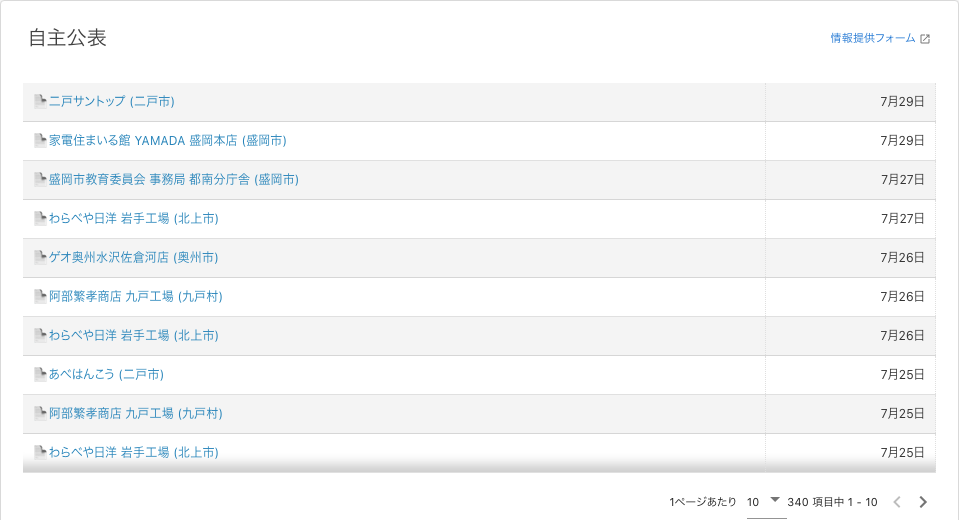 自主公表
情報提供フォーム
二戸サントップ (二戸市) 7月29日
家電住まいる館 YAMADA 盛岡本店 (盛岡市) 7月29日
盛岡市教育委員会 事務局 都南分庁舎 (盛岡市) 7月27日
わらべや日洋 岩手工場 (北上市) 7月27日
ゲオ奥州水沢佐倉河店 (奥州市) 7月26日
阿部繁孝商店 九戸工場 (九戸村) 7月26日
わらべや日洋 岩手工場 (北上市) 7月26日
あべはんこう (二戸市) 7月25日
阿部繁孝商店 九戸工場 (九戸村) 7月25日
わらべや日洋 岩手工場 (北上市) 7月25日
1ページあたり 10 340 項目中 1 - 10